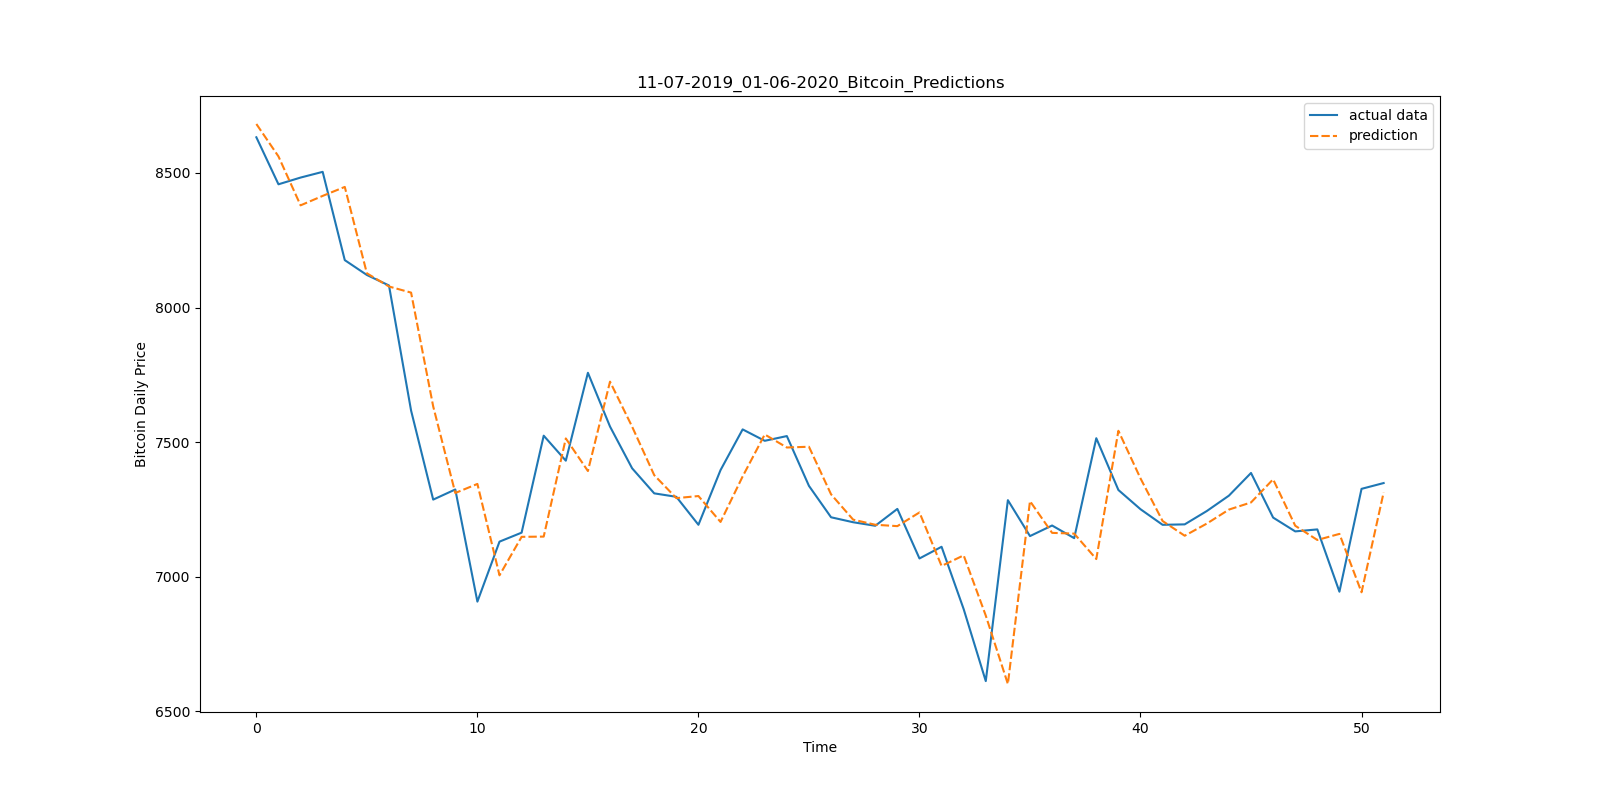 11-07-2019_01-06-2020_Bitcoin_Predictions
actual data
prediction
8500
8000
7500
7000
6500
Bitcoin Daily Price
0 10 20 30 40 50
Time